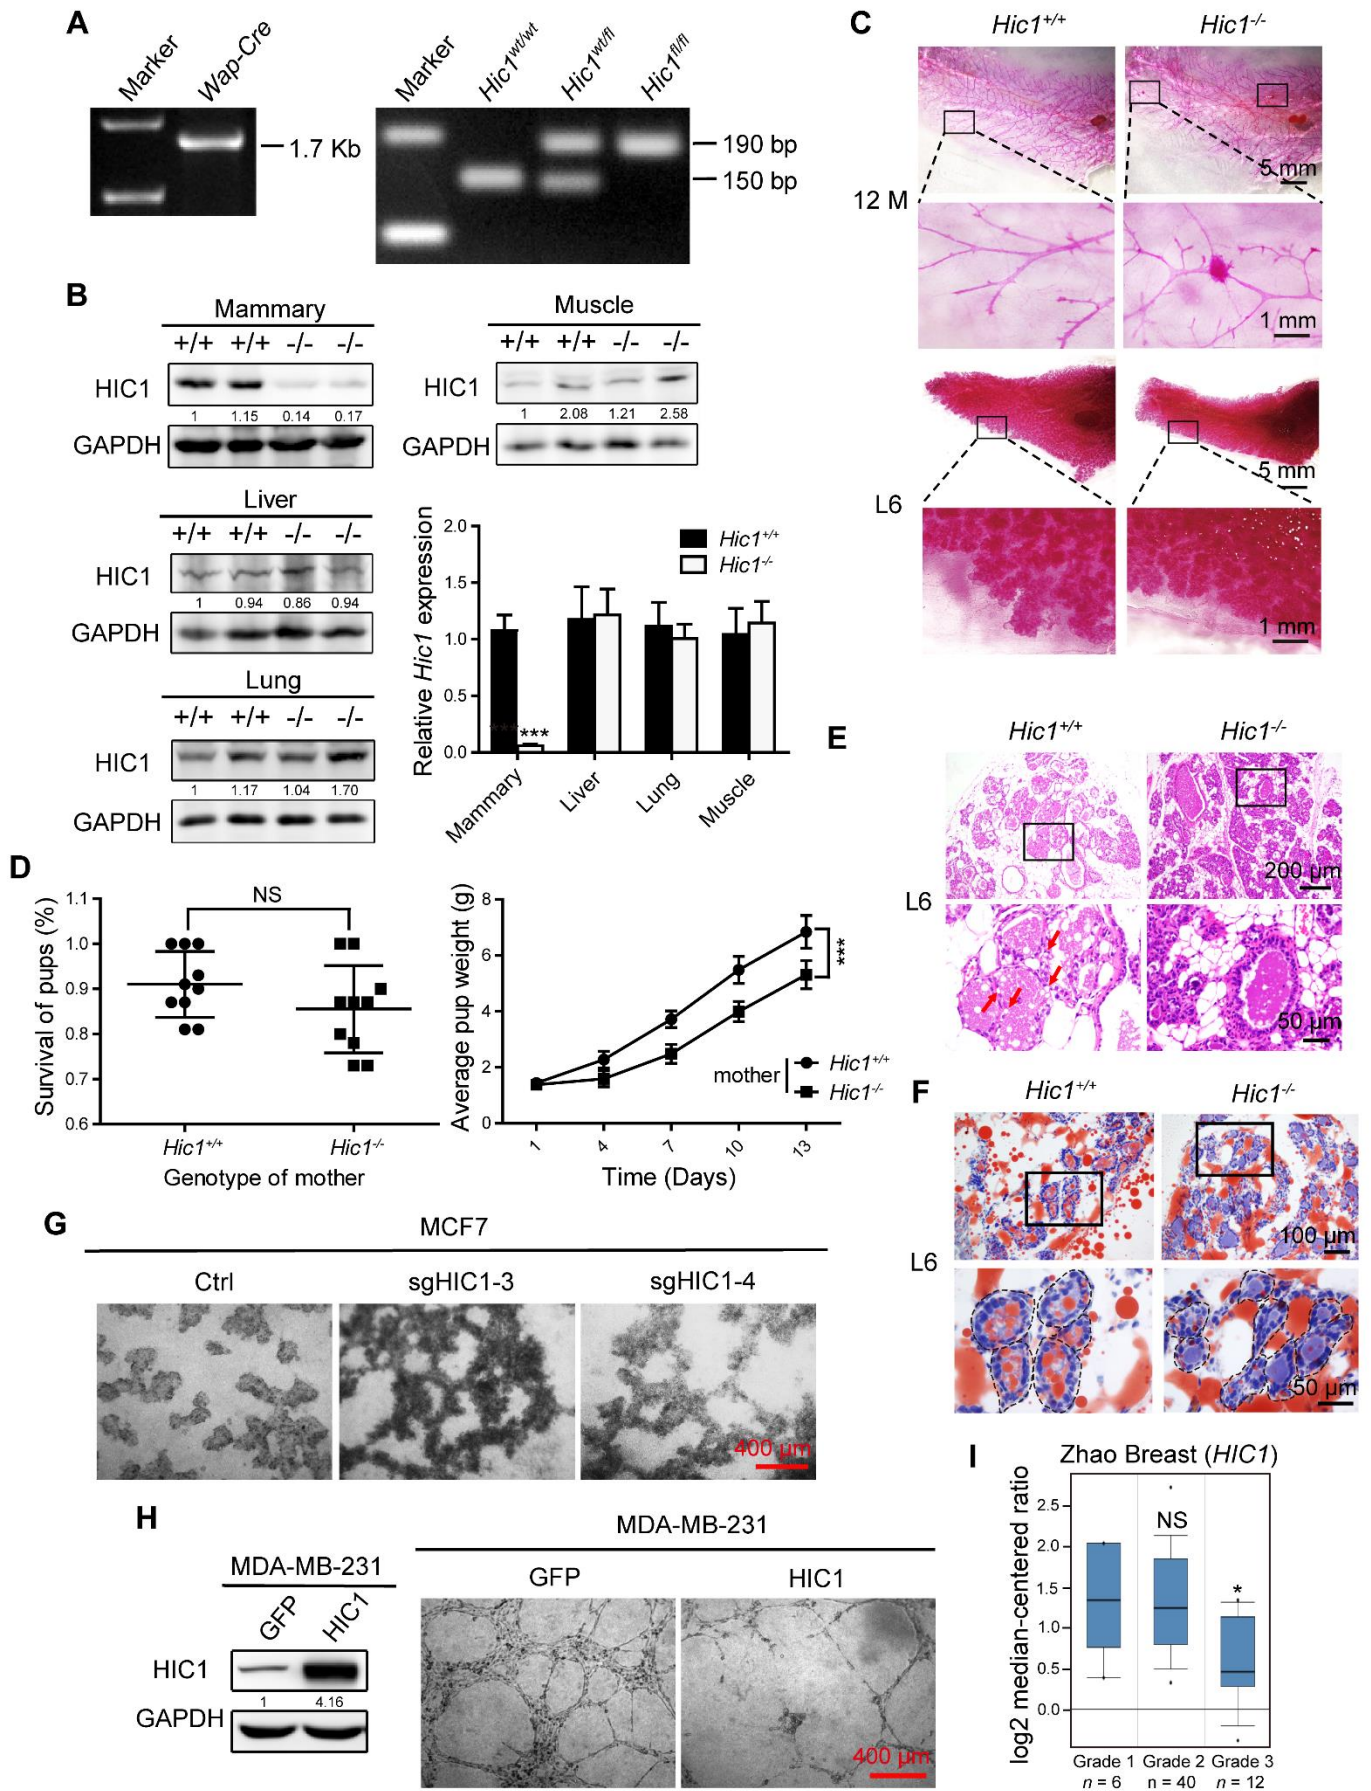 A
Marker
Wap-Cre
1.7 Kb
Marker
Hic1wt/wt
Hic1wt/fl
Hic1fl/fl
190 bp
150 bp
B
Mammary
+/+ +/+ -/- -/-
HIC1
1 1.15 0.14 0.17
GAPDH
Muscle
+/+ +/+ -/- -/-
HIC1
1 2.08 1.21 2.58
GAPDH
Liver
+/+ +/+ -/- -/-
HIC1
1 0.94 0.86 0.94
GAPDH
Lung
+/+ +/+ -/- -/-
HIC1
1 1.17 1.04 1.70
GAPDH
Relative Hic1 expression
2.0
1.5
1.0
0.5
0.0
Hic1+/+
Hic1-/-
*** ***
Mammary
Liver
Lung
Muscle
C
Hic1+/+ Hic1-/-
12 M
5 mm
1 mm
L6
5 mm
1 mm
D
Survival of pups (%)
1.1
1.0
0.9
0.8
0.7
0.6
NS
Hic1+/+ Hic1-/-
Genotype of mother
Average pup weight (g)
8
6
4
2
0
***
mother
Hic1+/+
Hic1-/-
1 4 7 10 13
Time (Days)
E
Hic1+/+ Hic1-/-
L6
200 μm
50 μm
F
Hic1+/+ Hic1-/-
L6
100 μm
50 μm
G
MCF7
Ctrl sgHIC1-3 sgHIC1-4
400 μm
H
MDA-MB-231
GFP HIC1
HIC1
1 4.16
GAPDH
MDA-MB-231
GFP HIC1
400 μm
I
Zhao Breast (HIC1)
log2 median-centered ratio
2.5
2.0
1.5
1.0
0.5
0.0
NS
*
Grade 1 Grade 2 Grade 3
n = 6 n = 40 n = 12